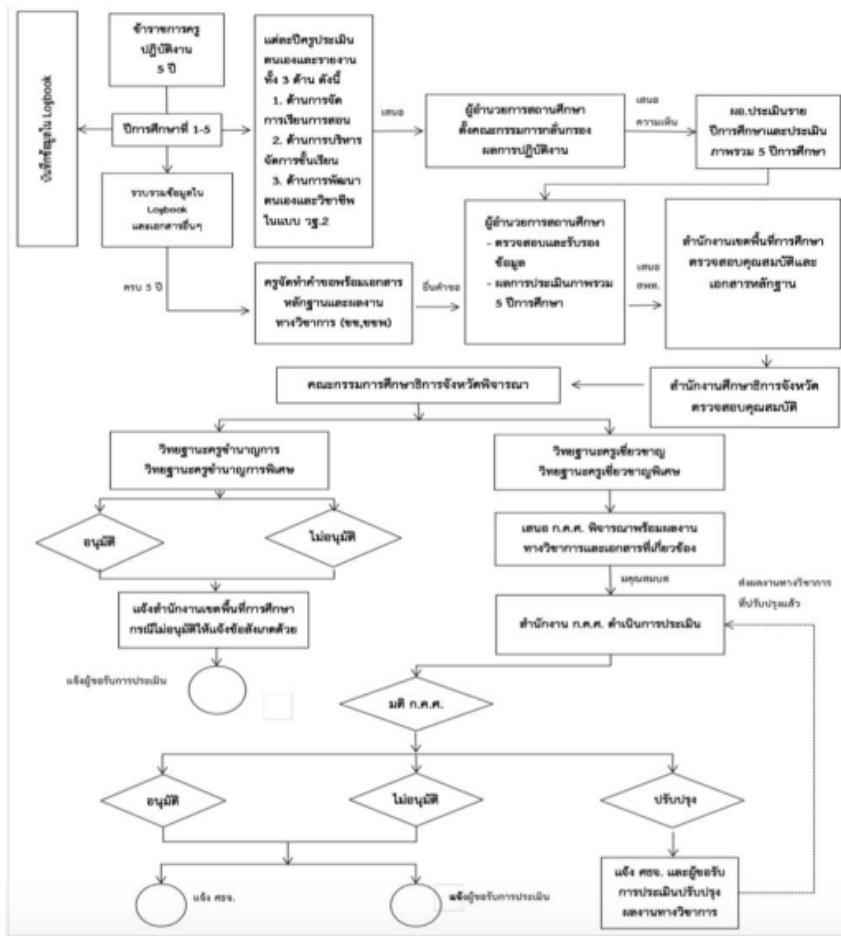 ข้าราชการครู
ปฏิบัติงาน
5 ปี
บันทึกข้อมูลใน Logbook
ปีการศึกษาที่ 1-5
รวบรวมข้อมูลใน
Logbook
และเอกสารอื่นๆ
แต่ละปีครูประเมิน
ตนเองและรายงาน
ทั้ง 3 ด้าน ดังนี้
1. ด้านการจัด
การเรียนการสอน
2. ด้านการบริหาร
จัดการชั้นเรียน
3. ด้านการพัฒนา
ตนเองและวิชาชีพ
ในแบบ วฐ.2
เสนอ
ผู้อำนวยการสถานศึกษา
ตั้งคณะกรรมการกลั่นกรอง
ผลการปฏิบัติงาน
เสนอ
ความเห็น
ผอ.ประเมินราย
ปีการศึกษาและประเมิน
ภาพรวม 5 ปีการศึกษา
ครบ 5 ปี
ครูจัดทำคำขอพร้อมเอกสาร
หลักฐานและผลงาน
ทางวิชาการ (ชช,ชชพ)
ยื่นคำขอ
ผู้อำนวยการสถานศึกษา
- ตรวจสอบและรับรอง
ข้อมูล
- ผลการประเมินภาพรวม
5 ปีการศึกษา
เสนอ
สพท.
สำนักงานเขตพื้นที่การศึกษา
ตรวจสอบคุณสมบัติและ
เอกสารหลักฐาน
สำนักงานศึกษาธิการจังหวัด
ตรวจสอบคุณสมบัติ
คณะกรรมการศึกษาธิการจังหวัดพิจารณา
วิทยฐานะครูชำนาญการ
วิทยฐานะครูชำนาญการพิเศษ
วิทยฐานะครูเชี่ยวชาญ
วิทยฐานะครูเชี่ยวชาญพิเศษ
อนุมัติ
ไม่อนุมัติ
เสนอ ก.ค.ศ. พิจารณาพร้อมผลงาน
ทางวิชาการและเอกสารที่เกี่ยวข้อง
มีคุณสมบัติ
ส่งผลงานทางวิชาการ
ที่ปรับปรุงแล้ว
แจ้งสำนักงานเขตพื้นที่การศึกษา
กรณีไม่อนุมัติให้แจ้งข้อสังเกตด้วย
สำนักงาน ก.ค.ศ. ดำเนินการประเมิน
แจ้งผู้ขอรับการประเมิน
มติ ก.ค.ศ.
อนุมัติ
ไม่อนุมัติ
ปรับปรุง
แจ้ง ศธจ.
แจ้งผู้ขอรับการประเมิน
แจ้ง ศธจ. และผู้ขอรับ
การประเมินปรับปรุง
ผลงานทางวิชาการ